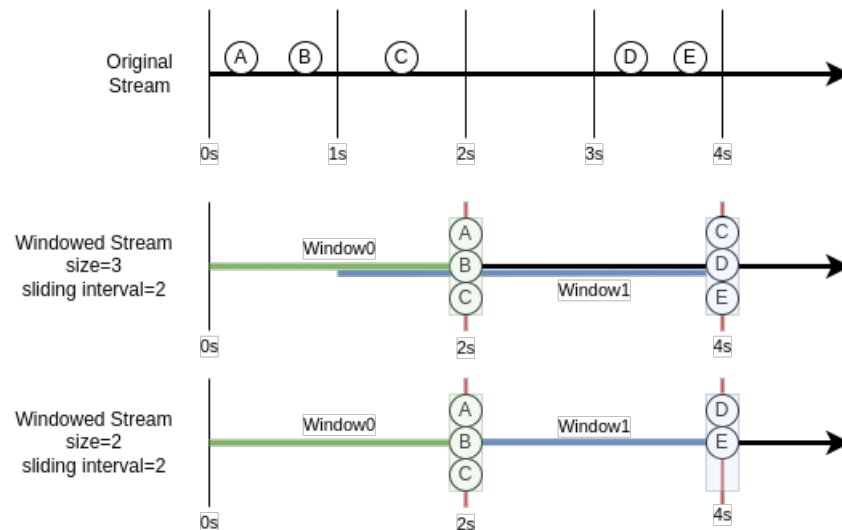 A B C D E
Original
Stream
0s 1s 2s 3s 4s
Windowed Stream
size=3
sliding interval=2
Window0
Window1
A
B
C
C
D
E
0s 2s 4s
Windowed Stream
size=2
sliding interval=2
Window0
Window1
A
B
C
D
E
0s 2s 4s